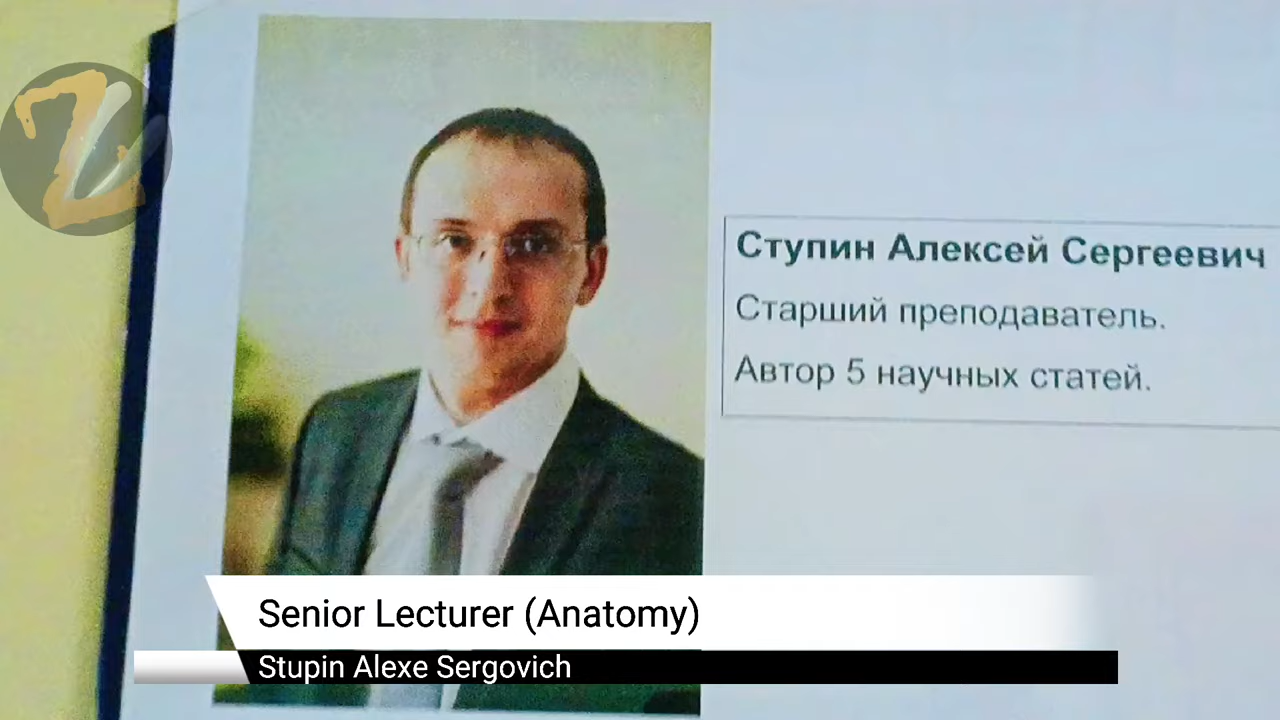 Ступин Алексей Сергеевич
Старший преподаватель.
Автор 5 научных статей.
Senior Lecturer (Anatomy)
Stupin Alexe Sergovich